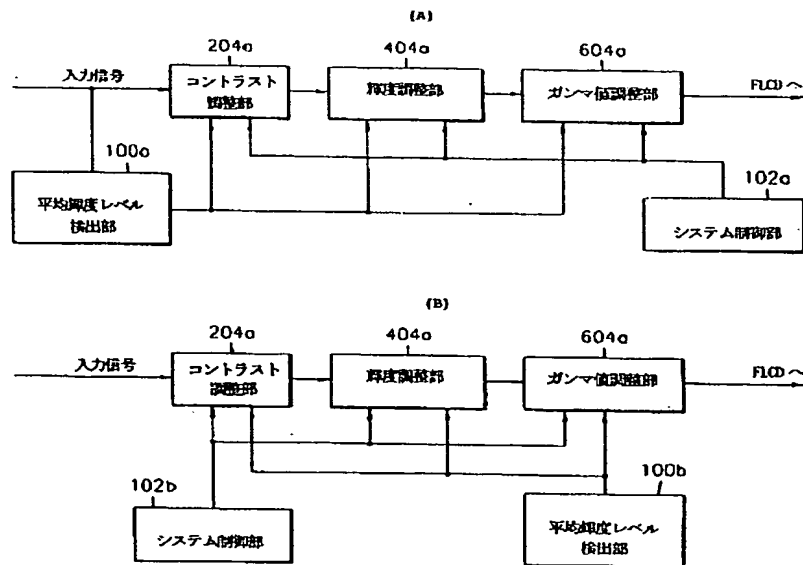 (A)
204a
404a
604a
入力信号
コントラスト
調整部
輝度調整部
ガンマ値調整部
FLCDへ
100a
102a
平均輝度レベル
検出部
システム制御部
(B)
204a
404a
604a
入力信号
コントラスト
調整部
輝度調整部
ガンマ値調整部
FLCDへ
102b
100b
システム制御部
平均輝度レベル
検出部